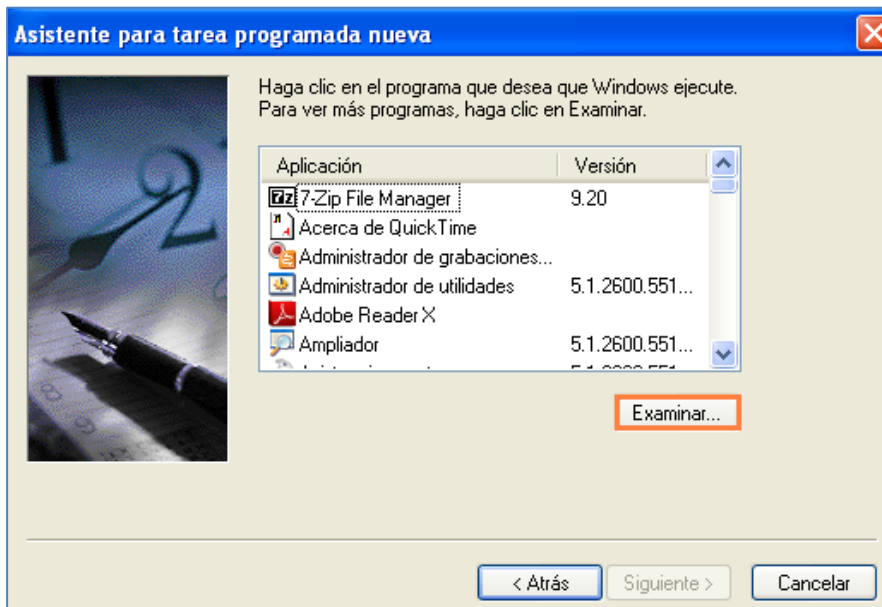 Asistente para tarea programada nueva
Haga clic en el programa que desea que Windows ejecute.
Para ver más programas, haga clic en Examinar.
Aplicación Versión
7-Zip File Manager 9.20
Acerca de QuickTime
Administrador de grabaciones...
Administrador de utilidades 5.1.2600.551...
Adobe Reader X
Ampliador 5.1.2600.551...
Examinar...
< Atrás Siguiente > Cancelar